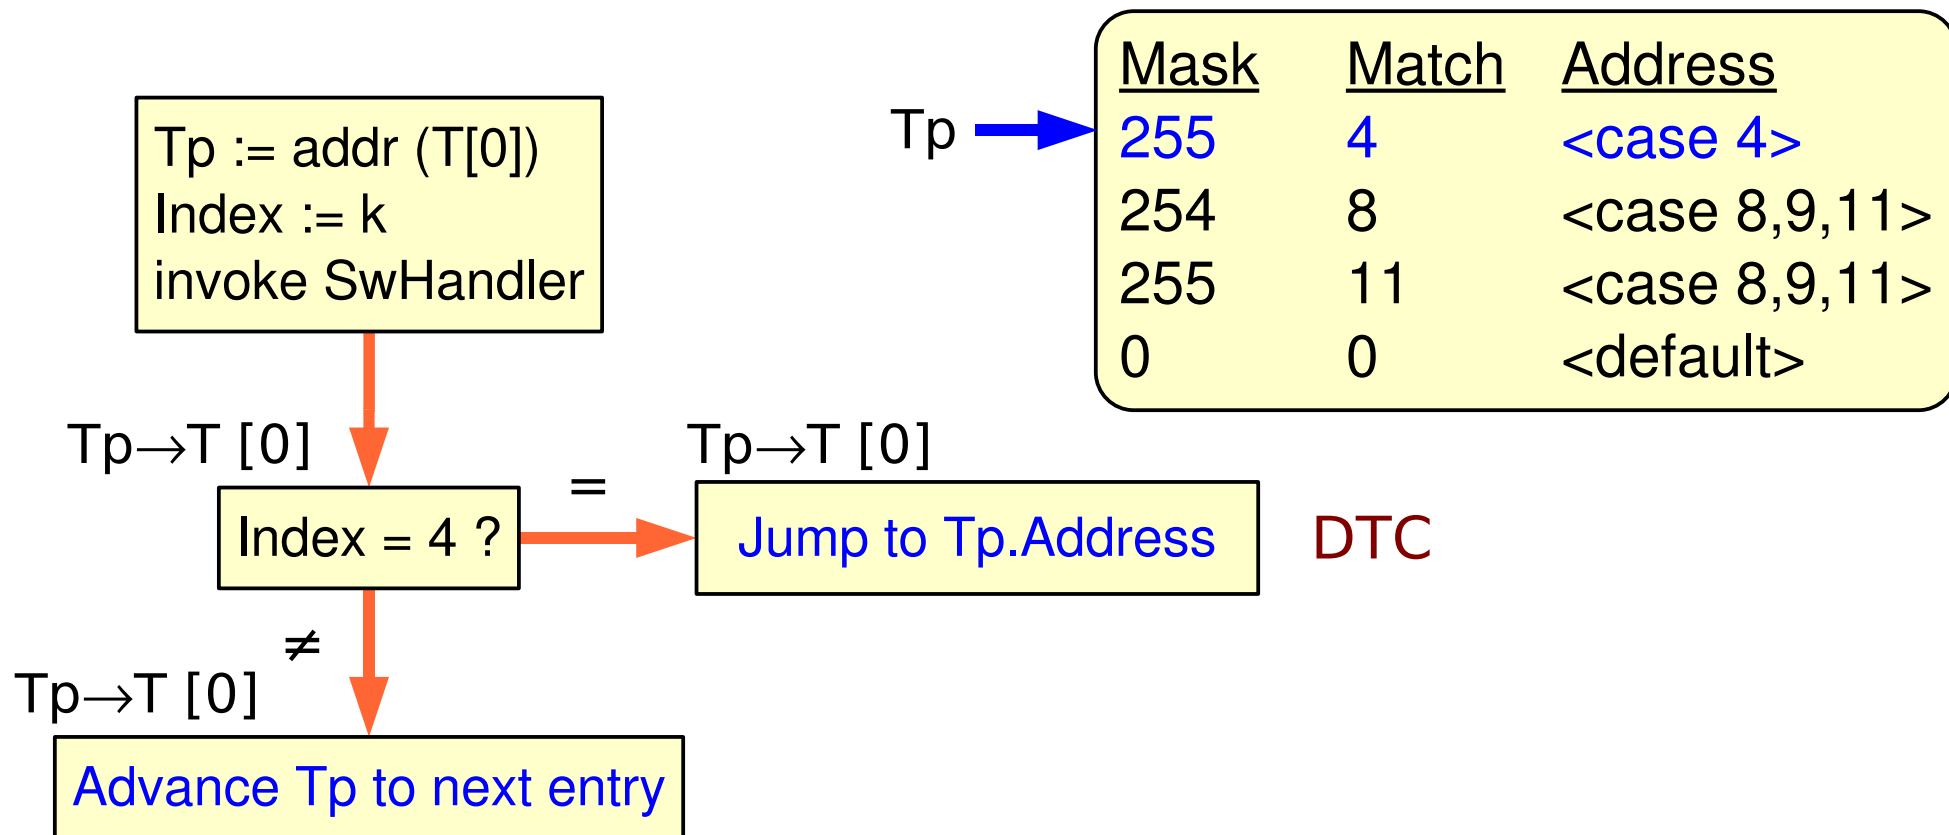 Tp := addr (T[0])
Index := k
invoke SwHandler
Tp
Mask Match Address
255 4 <case 4>
254 8 <case 8,9,11>
255 11 <case 8,9,11>
0 0 <default>
Tp→T [0]
Index = 4 ?
=
Tp→T [0]
Jump to Tp.Address
DTC
≠
Tp→T [0]
Advance Tp to next entry